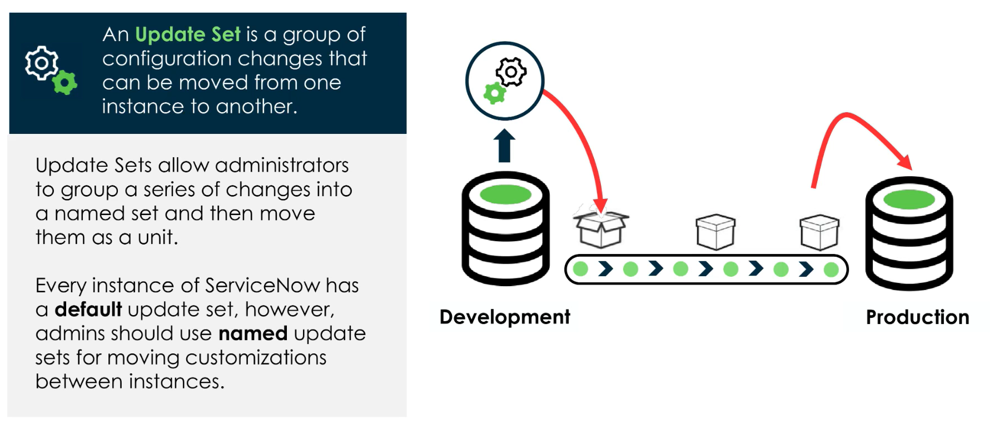 An Update Set is a group of
configuration changes that
can be moved from one
instance to another.
Update Sets allow administrators
to group a series of changes into
a named set and then move
them as a unit.
Every instance of ServiceNow has
a default update set, however,
admins should use named update
sets for moving customizations
between instances.
Development
Production